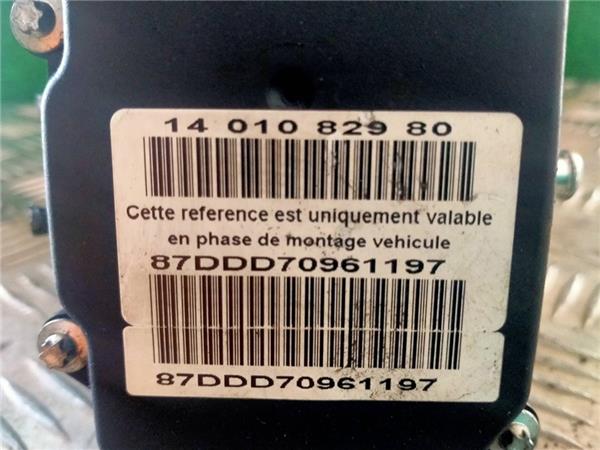 14 010 829 80
Cette reference est uniquement valable
en phase de montage vehicule
87DDD70961197
87DDD70961197